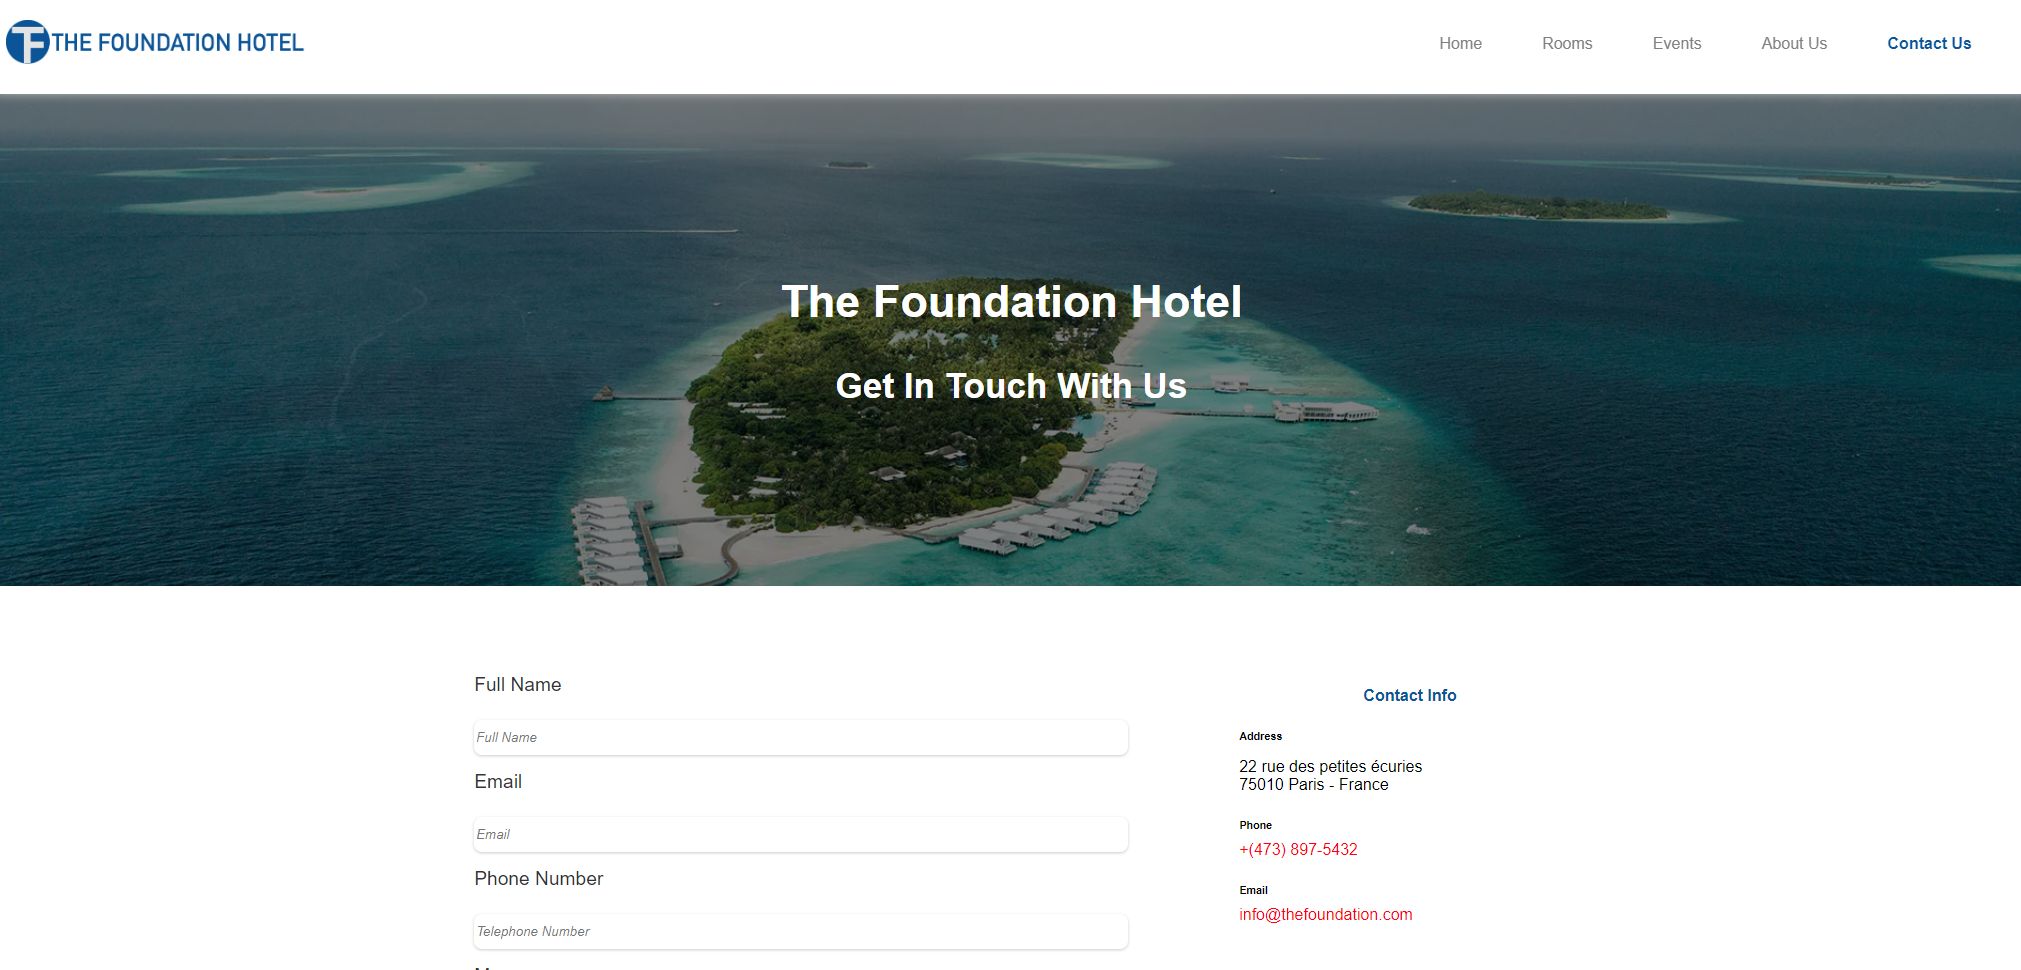 THE FOUNDATION HOTEL
Home
Rooms
Events
About Us
Contact Us
The Foundation Hotel
Get In Touch With Us
Full Name
Full Name
Email
Email
Phone Number
Telephone Number
Contact Info
Address
22 rue des petites écuries
75010 Paris - France
Phone
+(473) 897-5432
Email
info@thefoundation.com